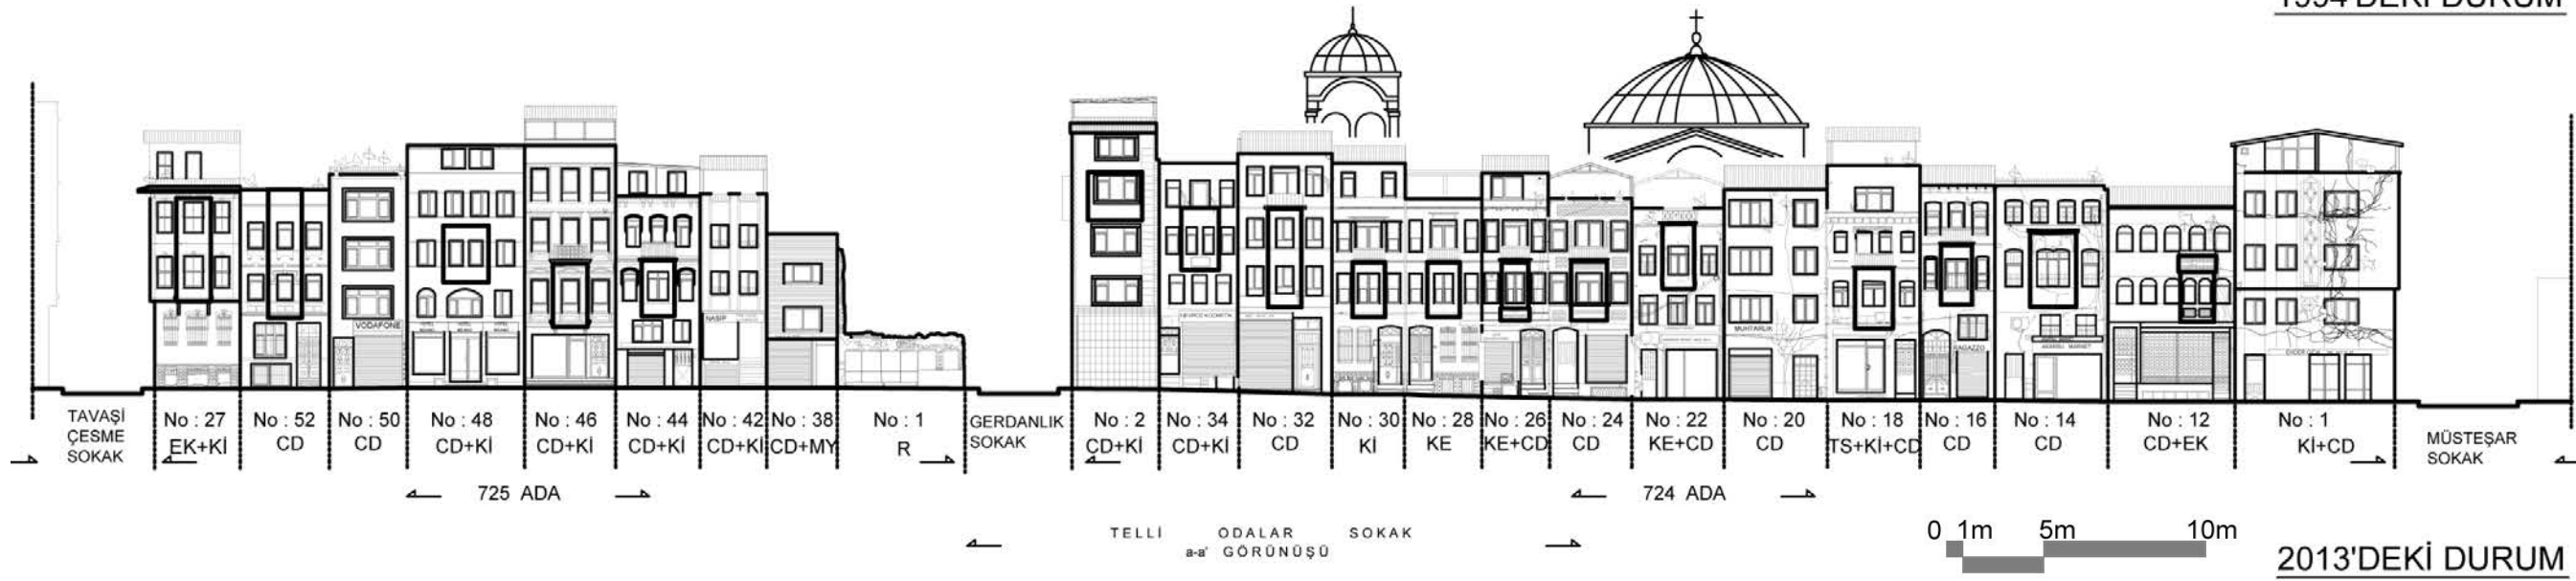 1994'DEKİ DURUM
VODAFONE
NASIP
MUHTARLIK
RAGAZZO
TAVAŞİ
ÇESME
SOKAK
No : 27
EK+Kİ
No : 52
CD
No : 50
CD
No : 48
CD+Kİ
No : 46
CD+Kİ
No : 44
CD+Kİ
No : 42
CD+Kİ
No : 38
CD+MY
No : 1
R
GERDANLIK
SOKAK
No : 2
CD+Kİ
No : 34
CD+Kİ
No : 32
CD
No : 30
Kİ
No : 28
KE
No : 26
KE+CD
No : 24
CD
No : 22
KE+CD
No : 20
CD
No : 18
TS+Kİ+CD
No : 16
CD
No : 14
CD
No : 12
CD+EK
No : 1
Kİ+CD
MÜSTEŞAR
SOKAK
725 ADA
724 ADA
TELLİ ODALAR SOKAK
a-a' GÖRÜNÜŞÜ
0 1m 5m 10m
2013'DEKİ DURUM